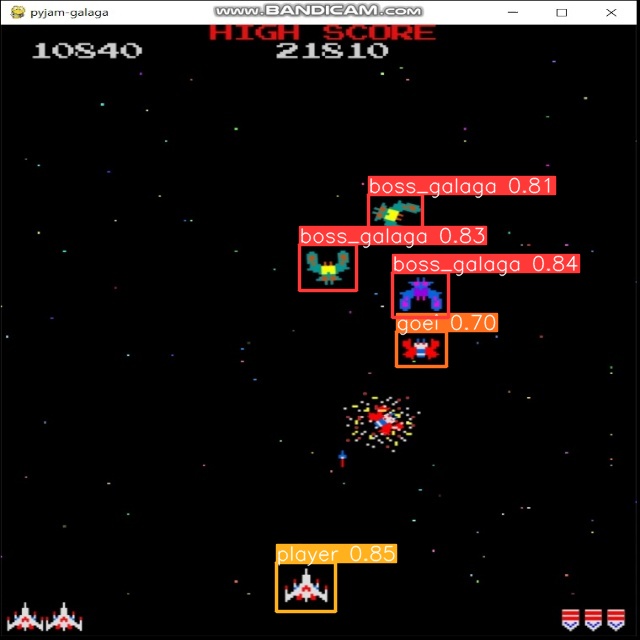 pyjam-galaga
www.BANDICAM.com
HIGH SCORE
10840 21810
boss_galaga 0.81
boss_galaga 0.83
boss_galaga 0.84
goei 0.70
player 0.85